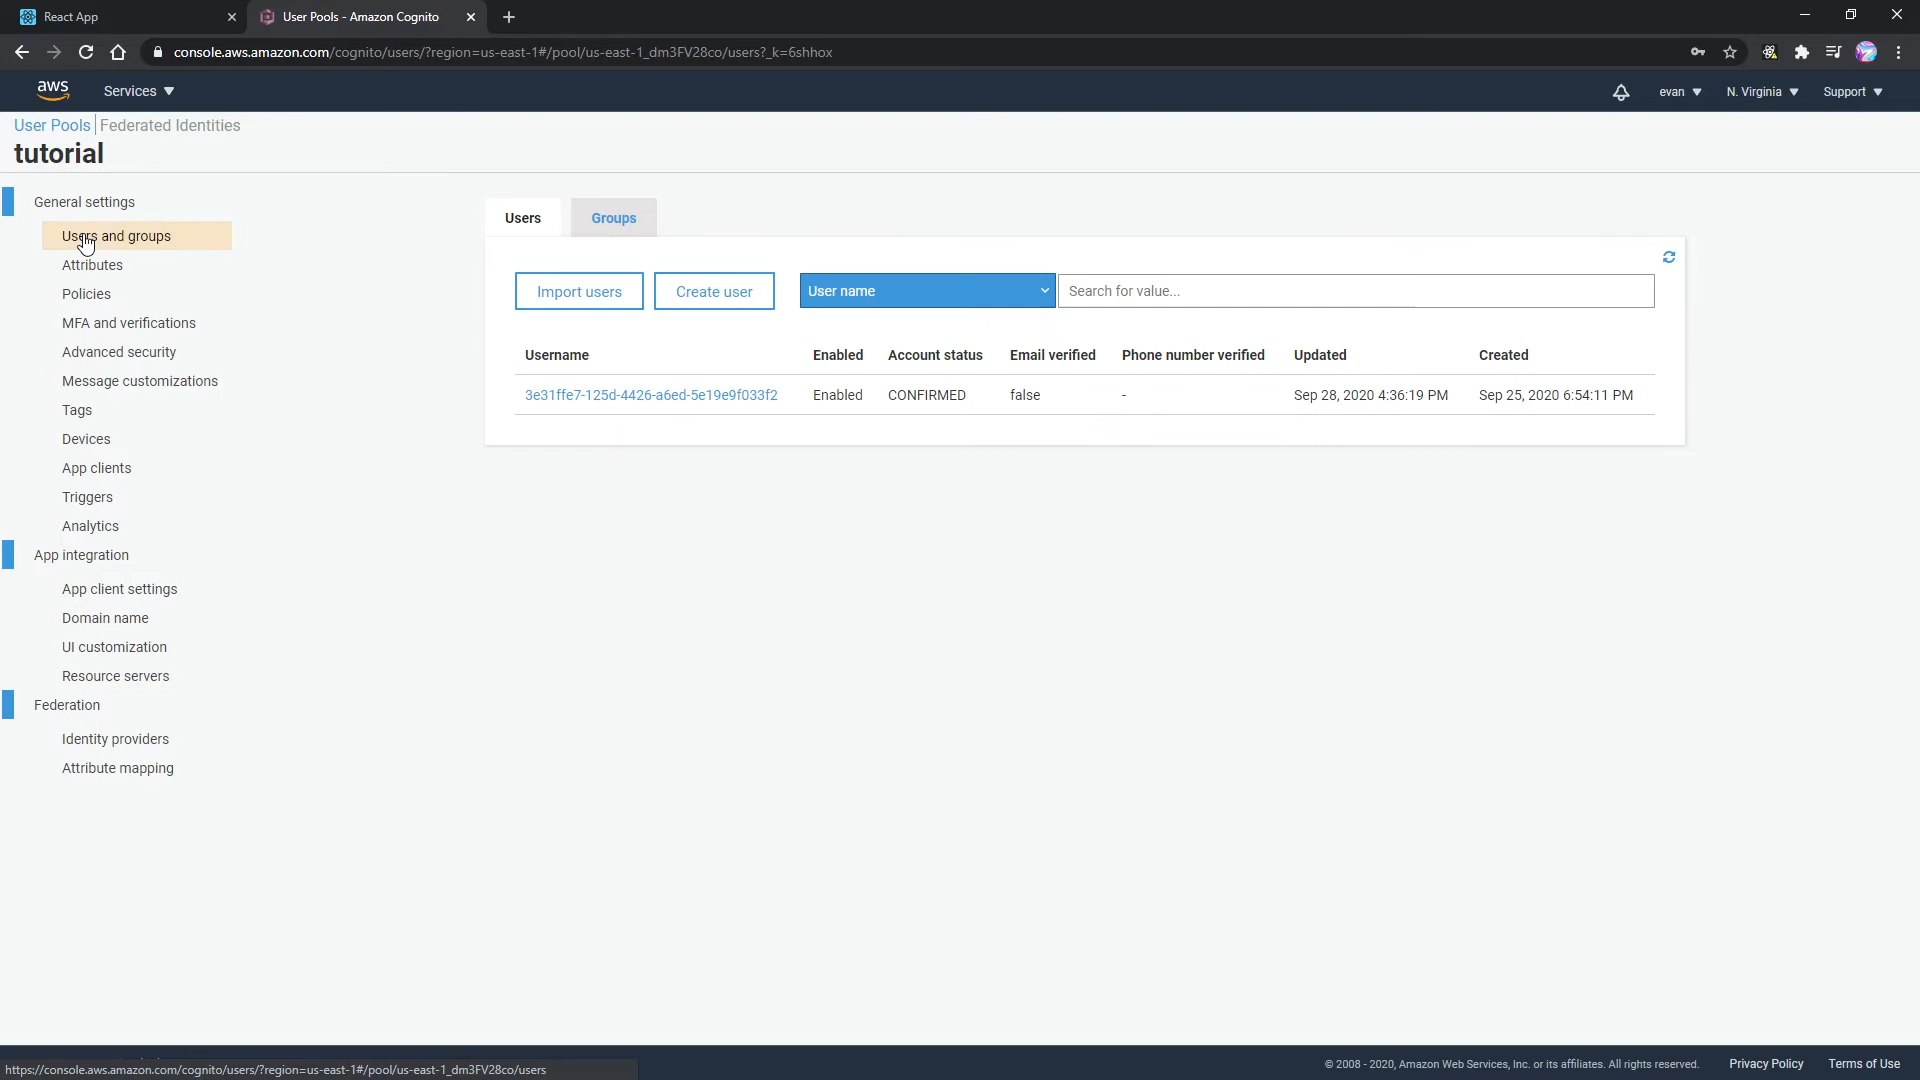 React App
User Pools - Amazon Cognito
console.aws.amazon.com/cognito/users/?region=us-east-1#/pool/us-east-1_dm3FV28co/users?_k=6shhox
aws
Services
evan
N. Virginia
Support
User Pools
Federated Identities
tutorial
General settings
Users and groups
Attributes
Policies
MFA and verifications
Advanced security
Message customizations
Tags
Devices
App clients
Triggers
Analytics
App integration
App client settings
Domain name
UI customization
Resource servers
Federation
Identity providers
Attribute mapping
Users
Groups
Import users
Create user
User name
Search for value...
Username Enabled Account status Email verified Phone number verified Updated Created
3e31ffe7-125d-4426-a6ed-5e19e9f033f2 Enabled CONFIRMED false - Sep 28, 2020 4:36:19 PM Sep 25, 2020 6:54:11 PM
https://console.aws.amazon.com/cognito/users/?region=us-east-1#/pool/us-east-1_dm3FV28co/users
© 2008 - 2020, Amazon Web Services, Inc. or its affiliates. All rights reserved.
Privacy Policy
Terms of Use